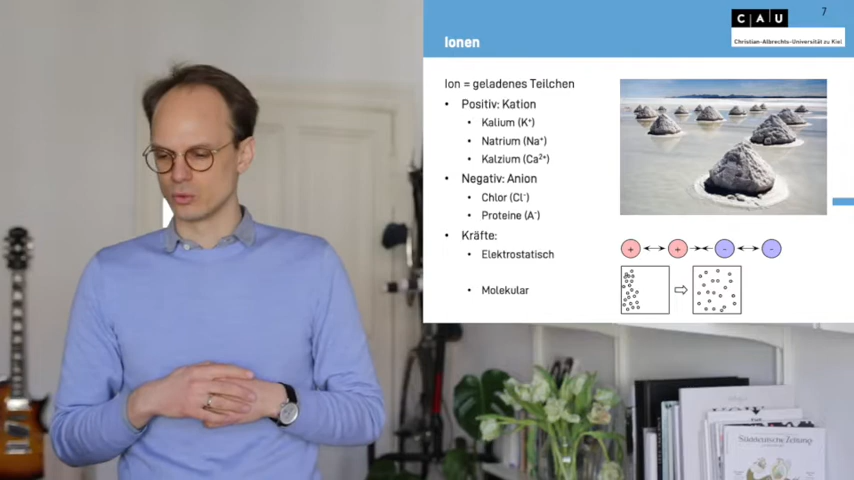 7
CAU
Christian-Albrechts-Universität zu Kiel
Ionen
Ion = geladenes Teilchen
• Positiv: Kation
• Kalium (K⁺)
• Natrium (Na⁺)
• Kalzium (Ca²⁺)
• Negativ: Anion
• Chlor (Cl⁻)
• Proteine (A⁻)
• Kräfte:
• Elektrostatisch
• Molekular
+ + - -
Süddeutsche Zeitung